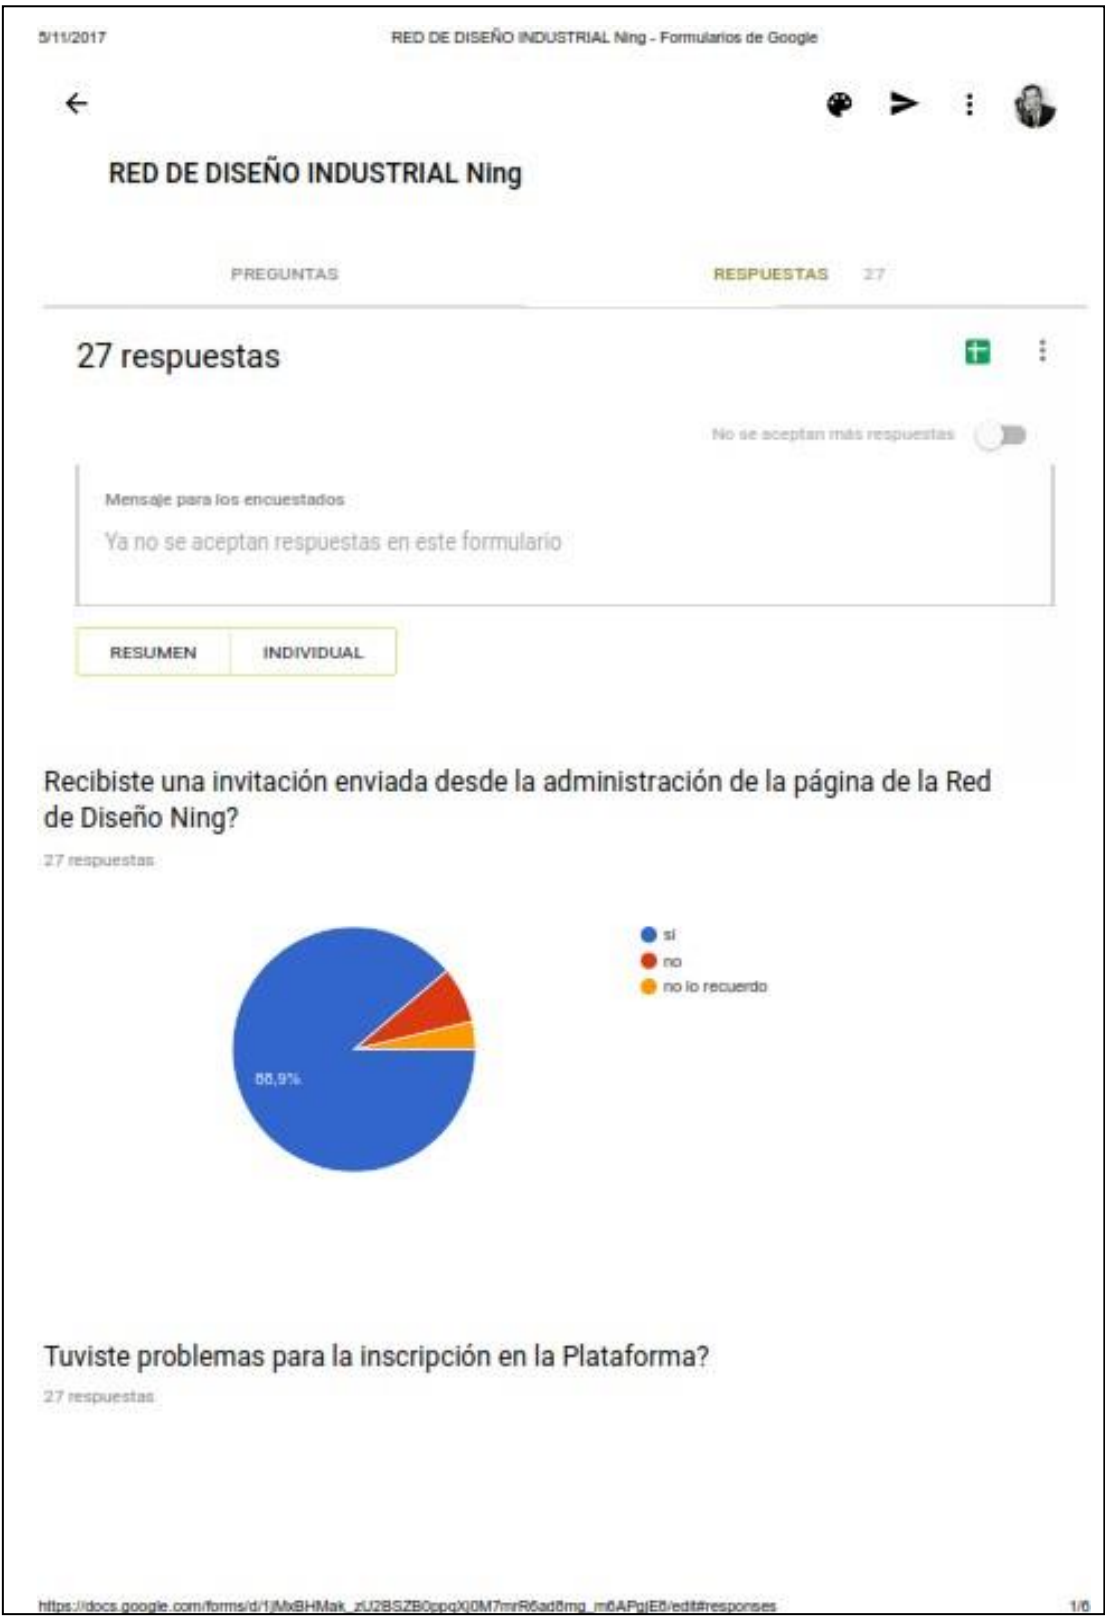 5/11/2017
RED DE DISEÑO INDUSTRIAL Ning - Formularios de Google
RED DE DISEÑO INDUSTRIAL Ning
PREGUNTAS
RESPUESTAS 27
27 respuestas
No se aceptan más respuestas
Mensaje para los encuestados
Ya no se aceptan respuestas en este formulario
RESUMEN
INDIVIDUAL
Recibiste una invitación enviada desde la administración de la página de la Red
de Diseño Ning?
27 respuestas
si
no
no lo recuerdo
88,9%
Tuviste problemas para la inscripción en la Plataforma?
27 respuestas
1/6